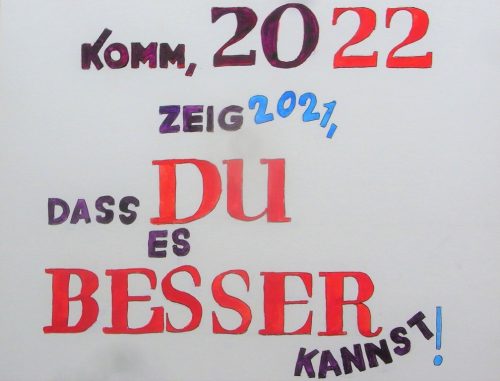 KOMM, 2022
ZEIG 2021,
DASS DU
ES
BESSER
KANNST!